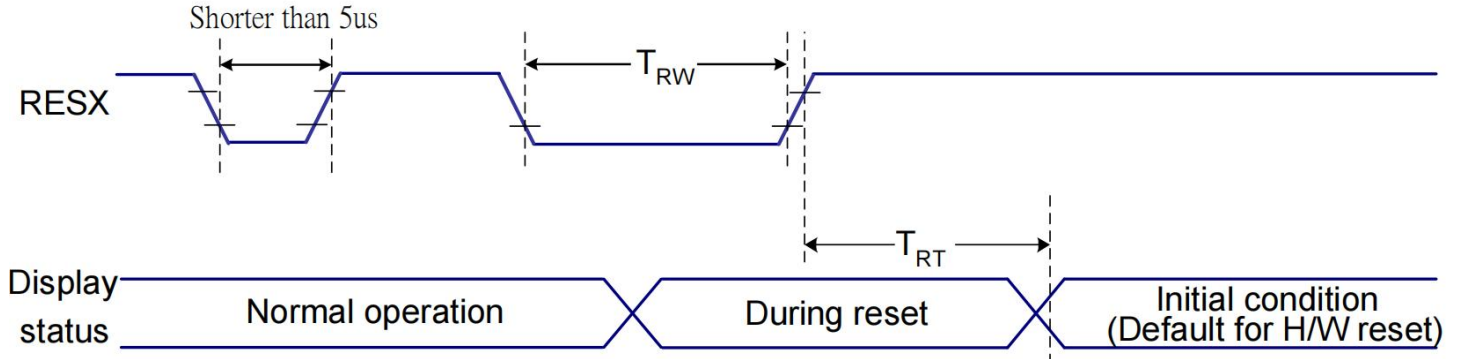 Shorter than 5us
RESX
TRW
TRT
Display
status
Normal operation
During reset
Initial condition
(Default for H/W reset)